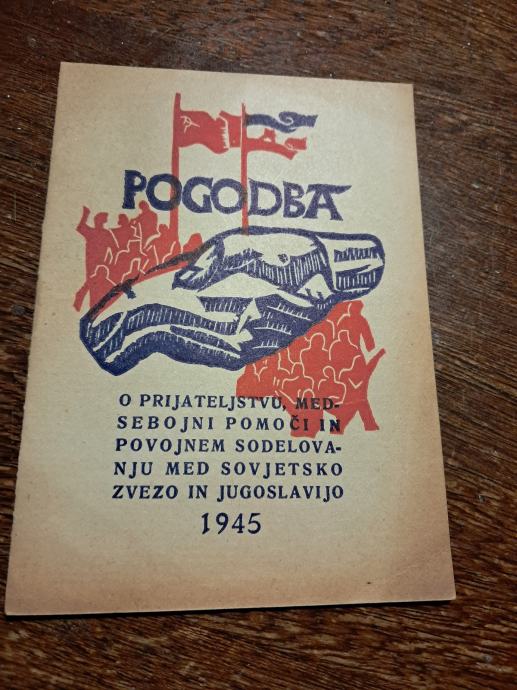 POGODBA
O PRIJATELJSTVU, MED-
SEBOJNI POMOČI IN
POVOJNEM SODELOVA-
NJU MED SOVJETSKO
ZVEZO IN JUGOSLAVIJO
1945